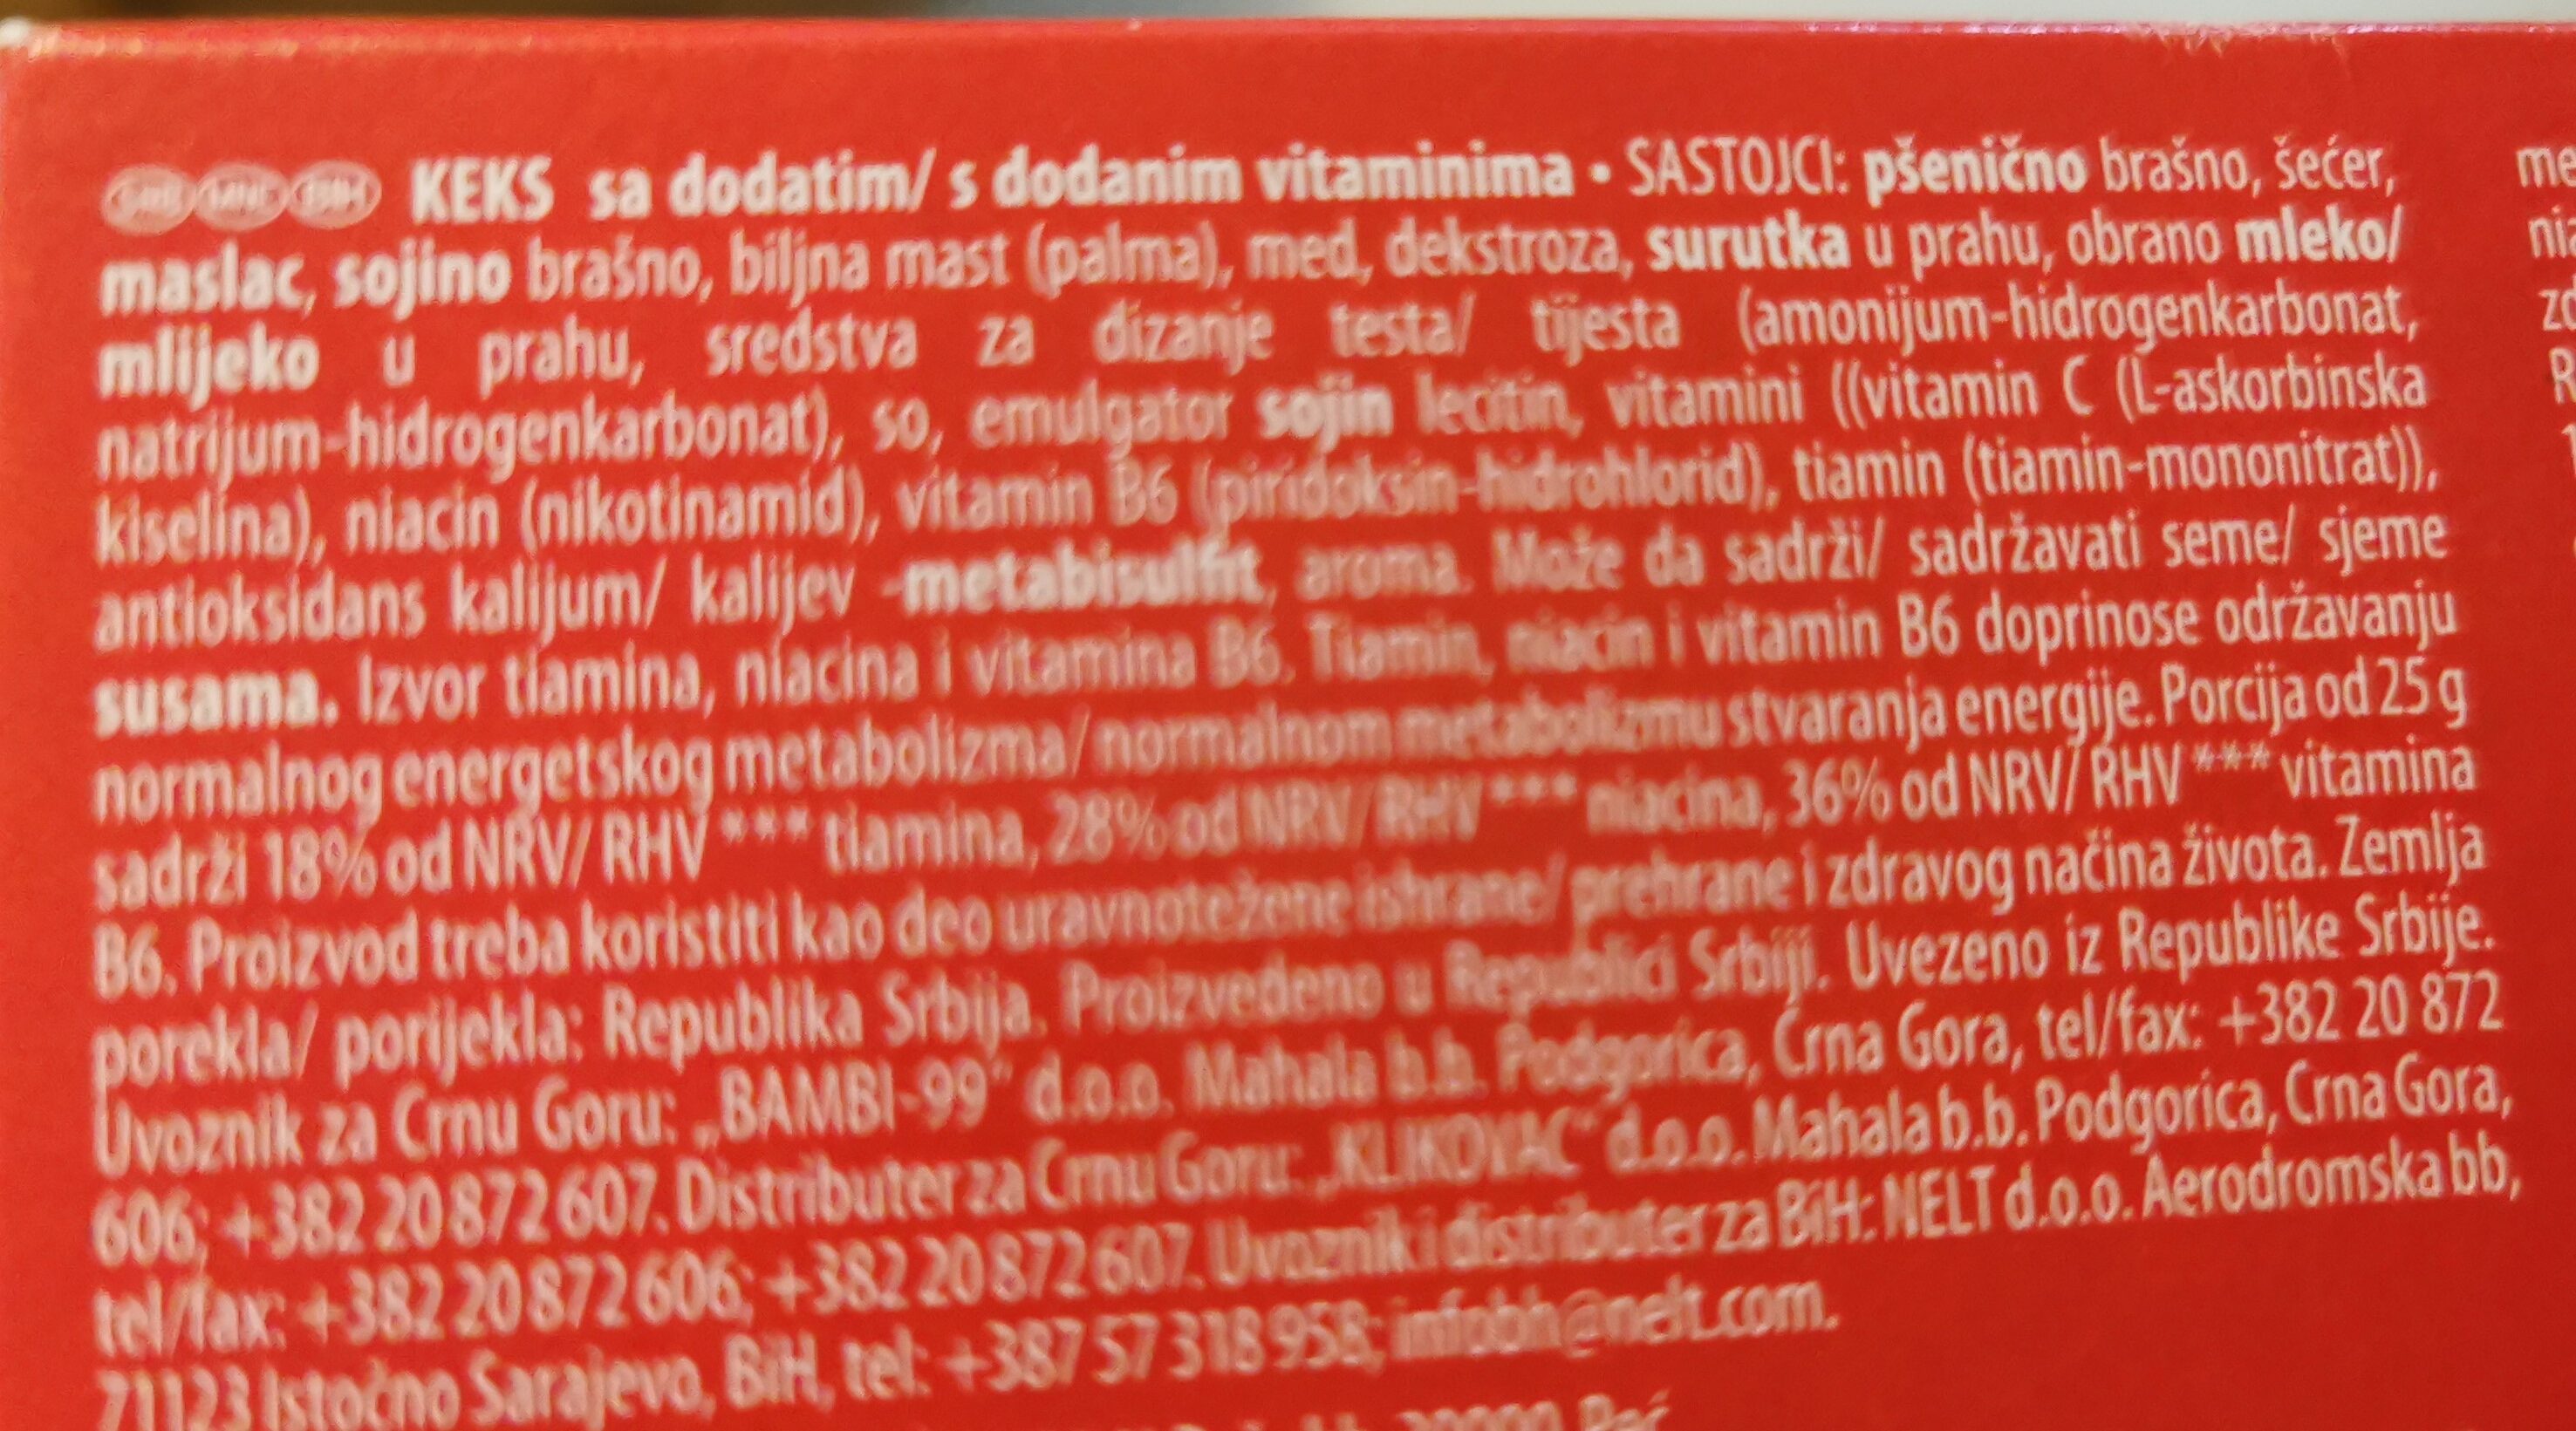 SRB MNE BIH KEKS sa dodatim/ s dodanim vitaminima • SASTOJCI: pšenično brašno, šećer,
maslac, sojino brašno, biljna mast (palma), med, dekstroza, surutka u prahu, obrano mleko/
mlijeko u prahu, sredstva za dizanje testa/ tijesta (amonijum-hidrogenkarbonat,
natrijum-hidrogenkarbonat), so, emulgator sojin lecitin, vitamini ((vitamin C (L-askorbinska
kiselina), niacin (nikotinamid), vitamin B6 (piridoksin-hidrohlorid), tiamin (tiamin-mononitrat)),
antioksidans kalijum/ kalijev -metabisulfit, aroma. Može da sadrži/ sadržavati seme/ sjeme
susama. Izvor tiamina, niacina i vitamina B6. Tiamin, niacin i vitamin B6 doprinose održavanju
normalnog energetskog metabolizma/ normalnom metabolizmu stvaranja energije. Porcija od 25 g
sadrži 18% od NRV/ RHV *** tiamina, 28% od NRV/ RHV *** niacina, 36% od NRV/ RHV *** vitamina
B6. Proizvod treba koristiti kao deo uravnotežene ishrane/ prehrane i zdravog načina života. Zemlja
porekla/ porijekla: Republika Srbija. Proizvedeno u Republici Srbiji. Uvezeno iz Republike Srbije.
Uvoznik za Crnu Goru: „BAMBI-99" d.o.o. Mahala b.b. Podgorica, Crna Gora, tel/fax: +382 20 872
606; +382 20 872 607. Distributer za Crnu Goru: „KLIKOVAC" d.o.o. Mahala b.b. Podgorica, Crna Gora,
tel/fax: +382 20 872 606; +382 20 872 607. Uvoznik i distributer za BiH: NELT d.o.o. Aerodromska bb,
71123 Istočno Sarajevo, BiH, tel: +387 57 318 958; infobh@nelt.com.